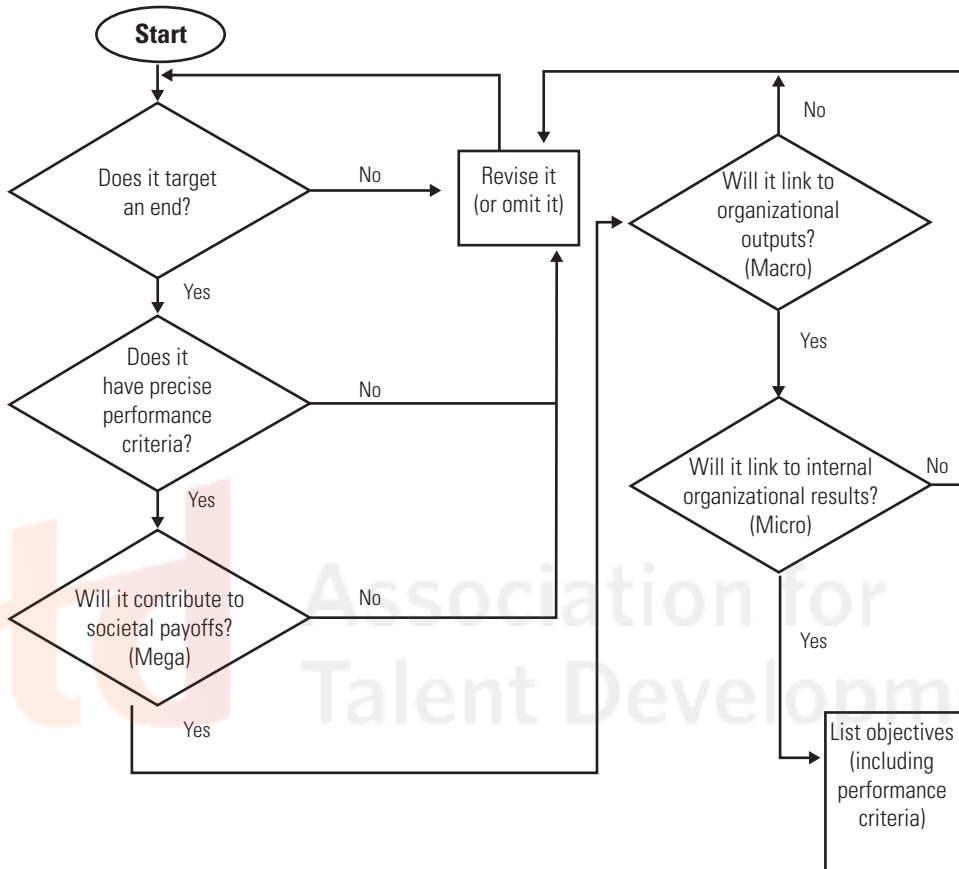 Start
Does it target
an end?
No
Revise it
(or omit it)
Yes
Does it
have precise
performance
criteria?
No
Yes
Will it contribute to
societal payoffs?
(Mega)
No
Yes
No
Will it link to
organizational
outputs?
(Macro)
Yes
Will it link to internal
organizational results?
(Micro)
No
Yes
List objectives
(including
performance
criteria)
td
Association for
Talent Developm